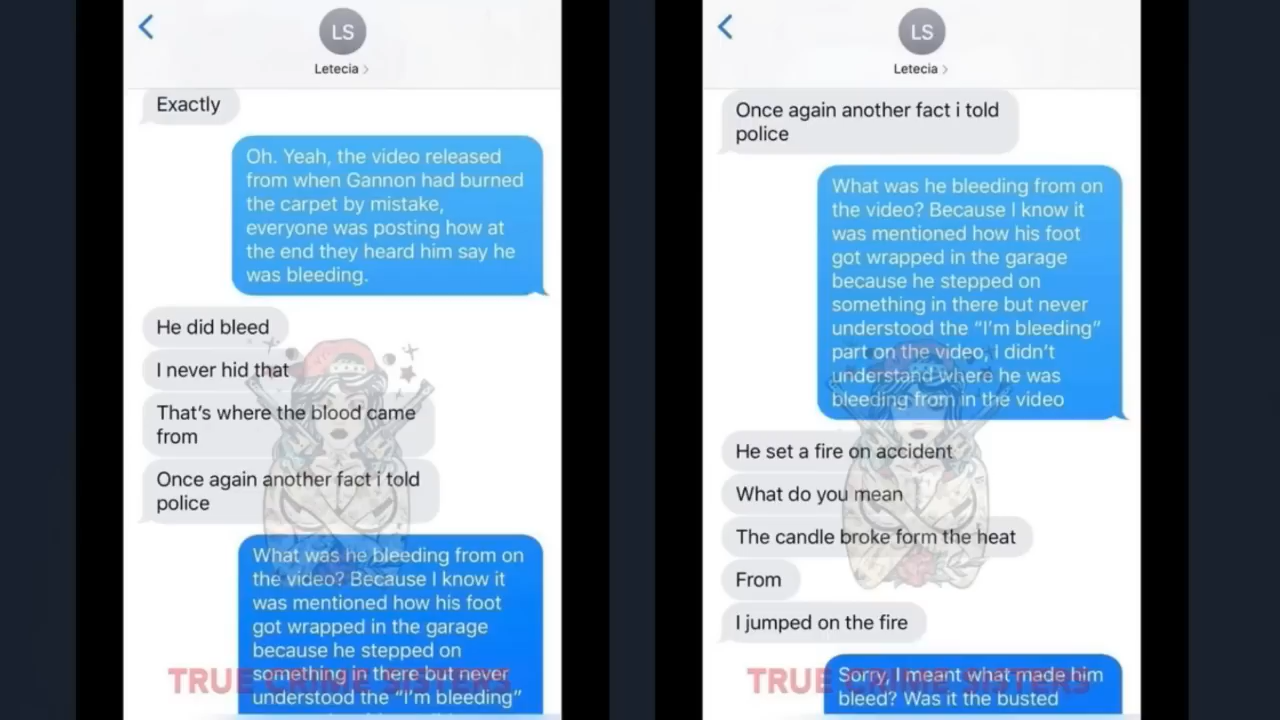 LS
Letecia >
Exactly
Oh. Yeah, the video released
from when Gannon had burned
the carpet by mistake,
everyone was posting how at
the end they heard him say he
was bleeding.
He did bleed
I never hid that
That's where the blood came
from
Once again another fact i told
police
What was he bleeding from on
the video? Because I know it
was mentioned how his foot
got wrapped in the garage
because he stepped on
something in there but never
understood the “I'm bleeding”
TRUE CRIME SISTERS
LS
Letecia >
Once again another fact i told
police
What was he bleeding from on
the video? Because I know it
was mentioned how his foot
got wrapped in the garage
because he stepped on
something in there but never
understood the “I'm bleeding”
part on the video, I didn't
understand where he was
bleeding from in the video
He set a fire on accident
What do you mean
The candle broke form the heat
From
I jumped on the fire
Sorry, I meant what made him
bleed? Was it the busted
TRUE CRIME SISTERS